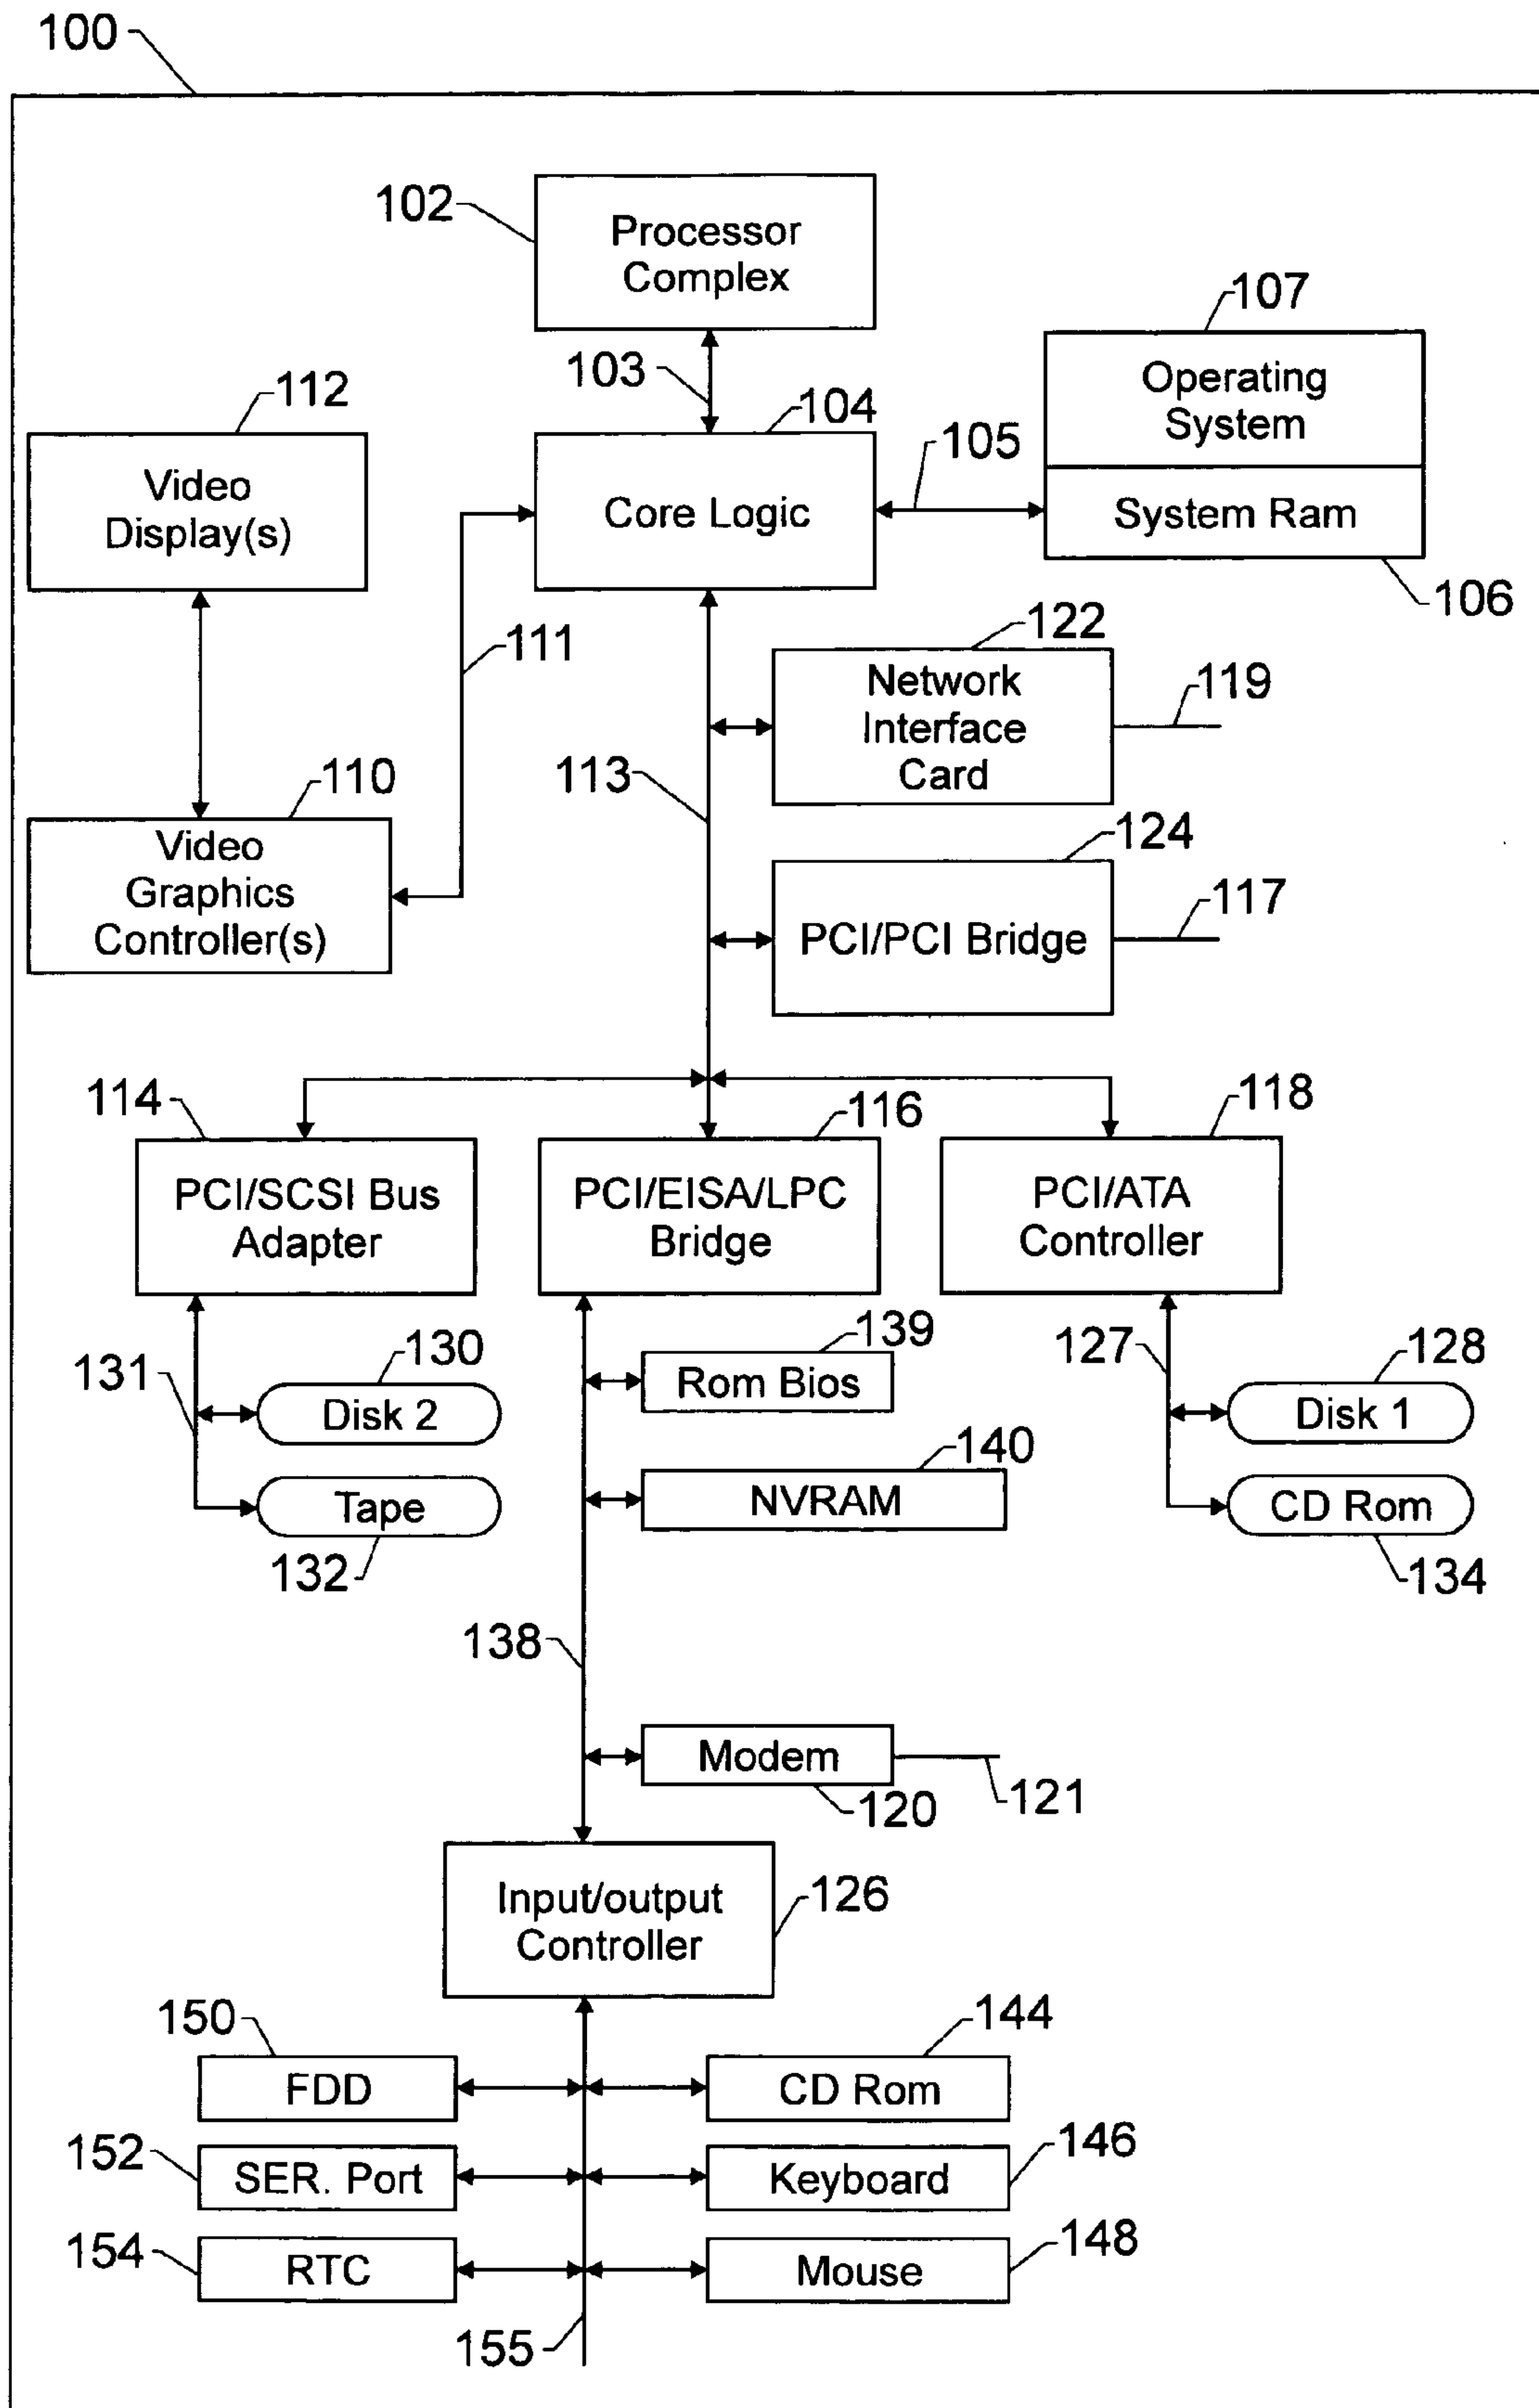 100
102
Processor
Complex
103
107
Operating
System
System Ram
106
112
Video
Display(s)
104
Core Logic
105
111
122
Network
Interface
Card
119
113
110
Video
Graphics
Controller(s)
124
PCI/PCI Bridge
117
114
PCI/SCSI Bus
Adapter
116
PCI/EISA/LPC
Bridge
118
PCI/ATA
Controller
131
130
Disk 2
Tape
132
139
Rom Bios
140
NVRAM
127
128
Disk 1
CD Rom
134
138
Modem
120
121
Input/output
Controller
126
150
FDD
144
CD Rom
152
SER. Port
146
Keyboard
154
RTC
148
Mouse
155